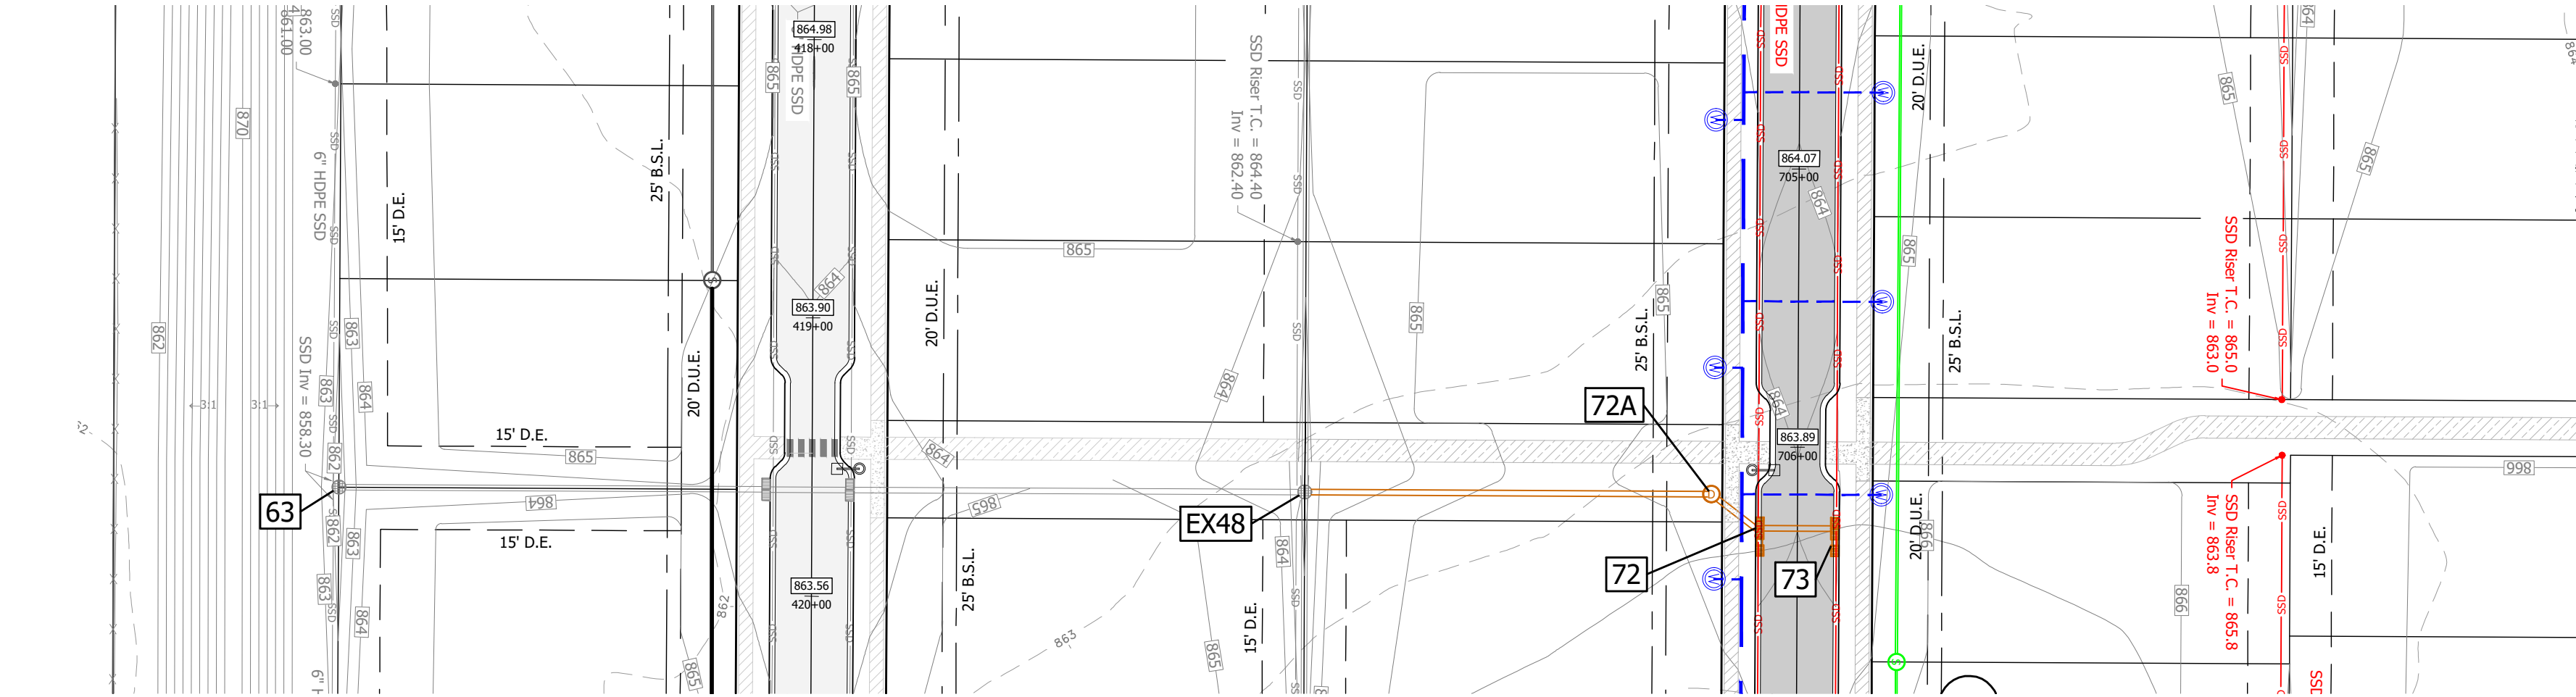 863.00
861.00
870
862
6" HDPE SSD
SSD Inv = 858.30
3:1
3:1
63
SSD
863
864
863
862
862
863
863
864
15' D.E.
15' D.E.
15' D.E.
865
864
25' B.S.L.
20' D.U.E.
862
865
864.98
418+00
HDPE SSD
865
865
864
863.90
419+00
863.56
420+00
20' D.U.E.
25' B.S.L.
864
865
865
863
SSD Riser T.C. = 864.40
Inv = 862.40
864
865
865
EX48
864
15' D.E.
865
25' B.S.L.
72A
72
73
HDPE SSD
864.07
705+00
864
864
863.89
706+00
20' D.U.E.
865
25' B.S.L.
20' D.U.E.
866
865
865
864
SSD Riser T.C. = 865.0
Inv = 863.0
SSD Riser T.C. = 865.8
Inv = 863.8
866
866
15' D.E.
SSD